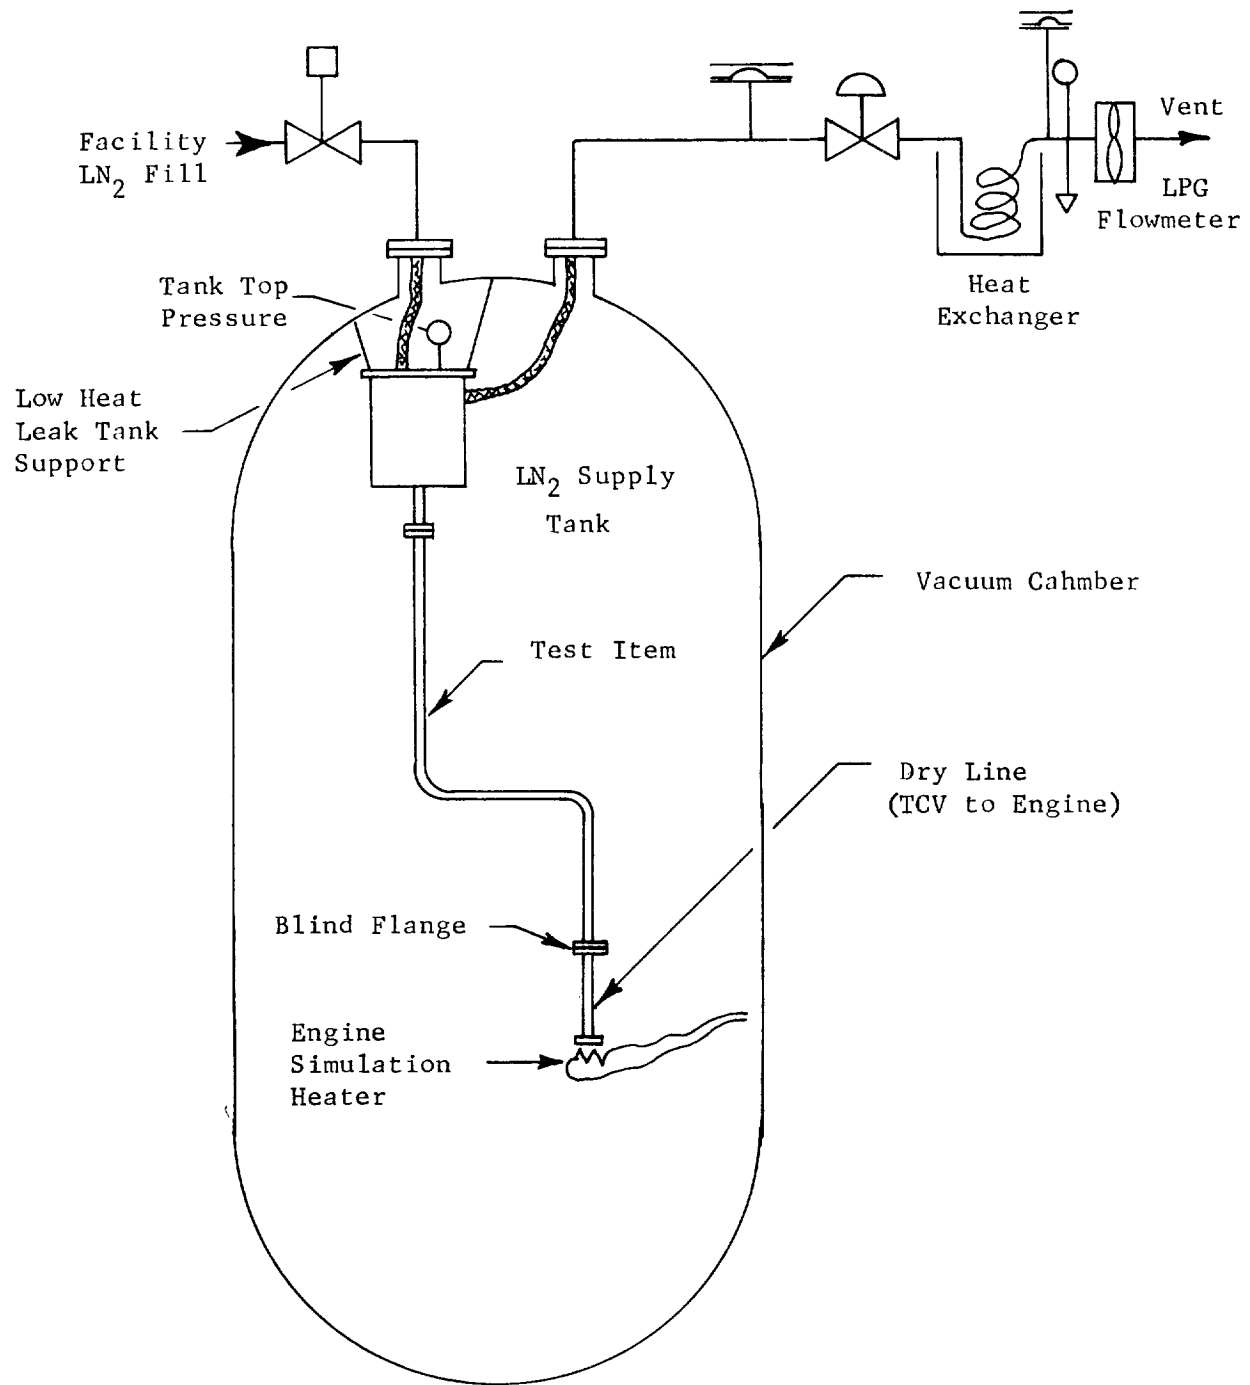 Facility
LN2 Fill
Vent
LPG
Flowmeter
Heat
Exchanger
Tank Top
Pressure
Low Heat
Leak Tank
Support
LN2 Supply
Tank
Vacuum Cahmber
Test Item
Dry Line
(TCV to Engine)
Blind Flange
Engine
Simulation
Heater